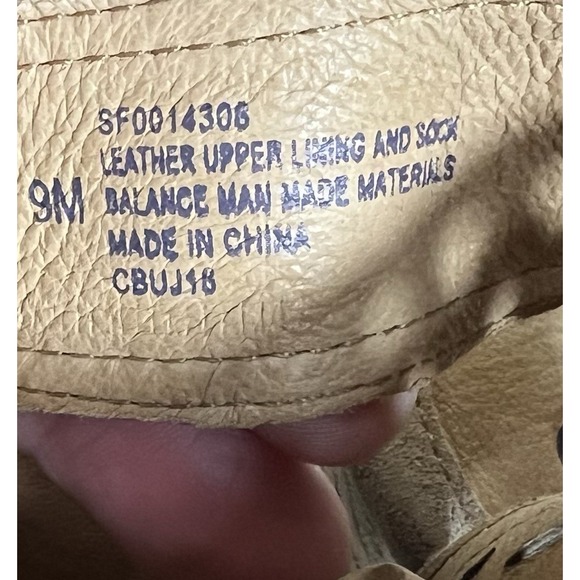 SF0014306
LEATHER UPPER LINING AND SOCK
9M BALANCE MAN MADE MATERIALS
MADE IN CHINA
CBUJ16